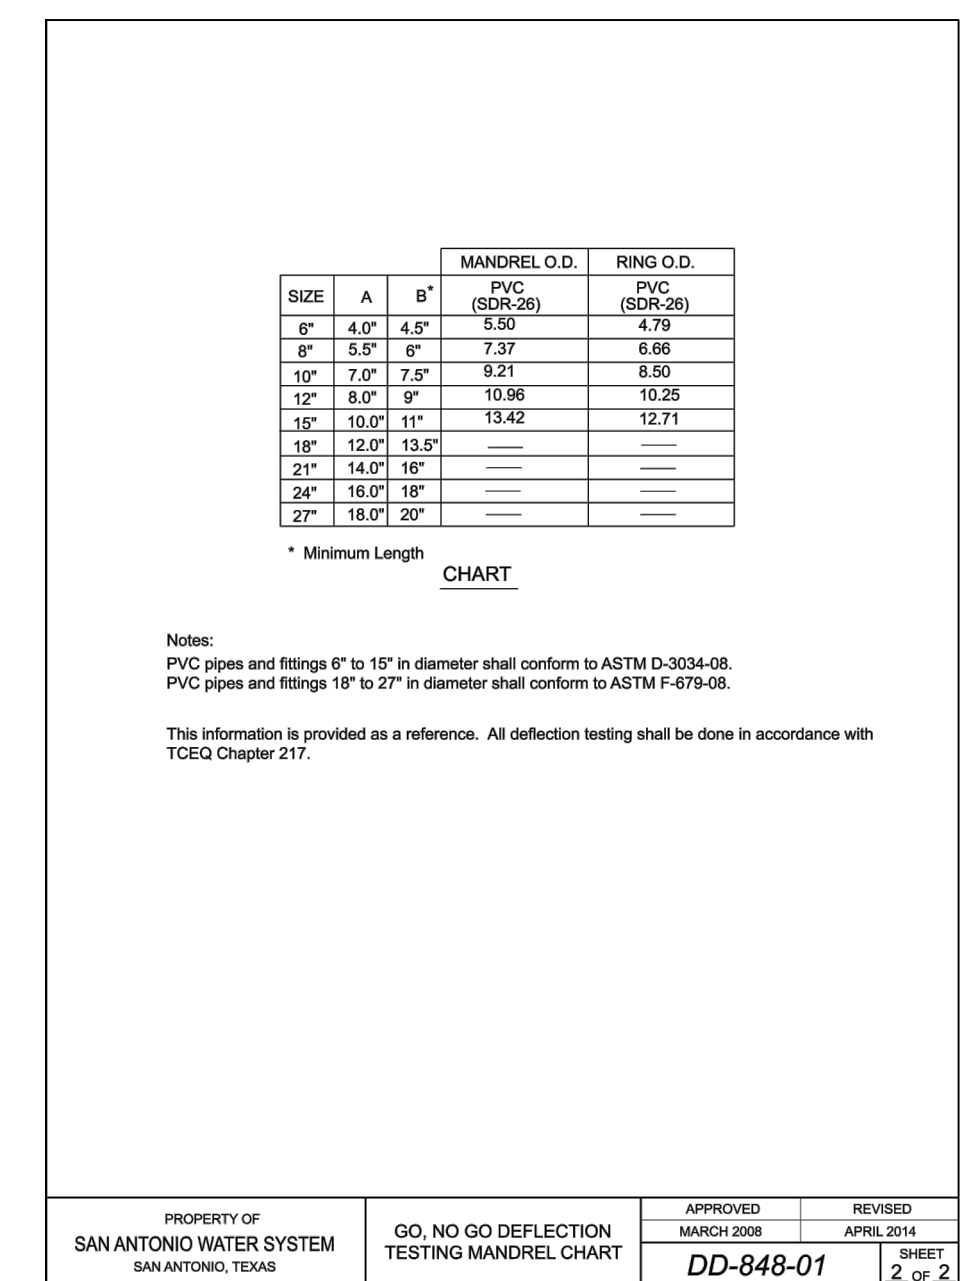 MANDREL O.D. RING O.D.
SIZE A B* PVC (SDR-26) PVC (SDR-26)
6" 4.0" 4.5" 5.50 4.79
8" 5.5" 6" 7.37 6.66
10" 7.0" 7.5" 9.21 8.50
12" 8.0" 9" 10.96 10.25
15" 10.0" 11" 13.42 12.71
18" 12.0" 13.5" —— ——
21" 14.0" 16" —— ——
24" 16.0" 18" —— ——
27" 18.0" 20" —— ——
* Minimum Length
CHART
Notes:
PVC pipes and fittings 6" to 15" in diameter shall conform to ASTM D-3034-08.
PVC pipes and fittings 18" to 27" in diameter shall conform to ASTM F-679-08.
This information is provided as a reference. All deflection testing shall be done in accordance with
TCEQ Chapter 217.
PROPERTY OF
SAN ANTONIO WATER SYSTEM
SAN ANTONIO, TEXAS
GO, NO GO DEFLECTION
TESTING MANDREL CHART
APPROVED REVISED
MARCH 2008 APRIL 2014
DD-848-01
SHEET
2 OF 2